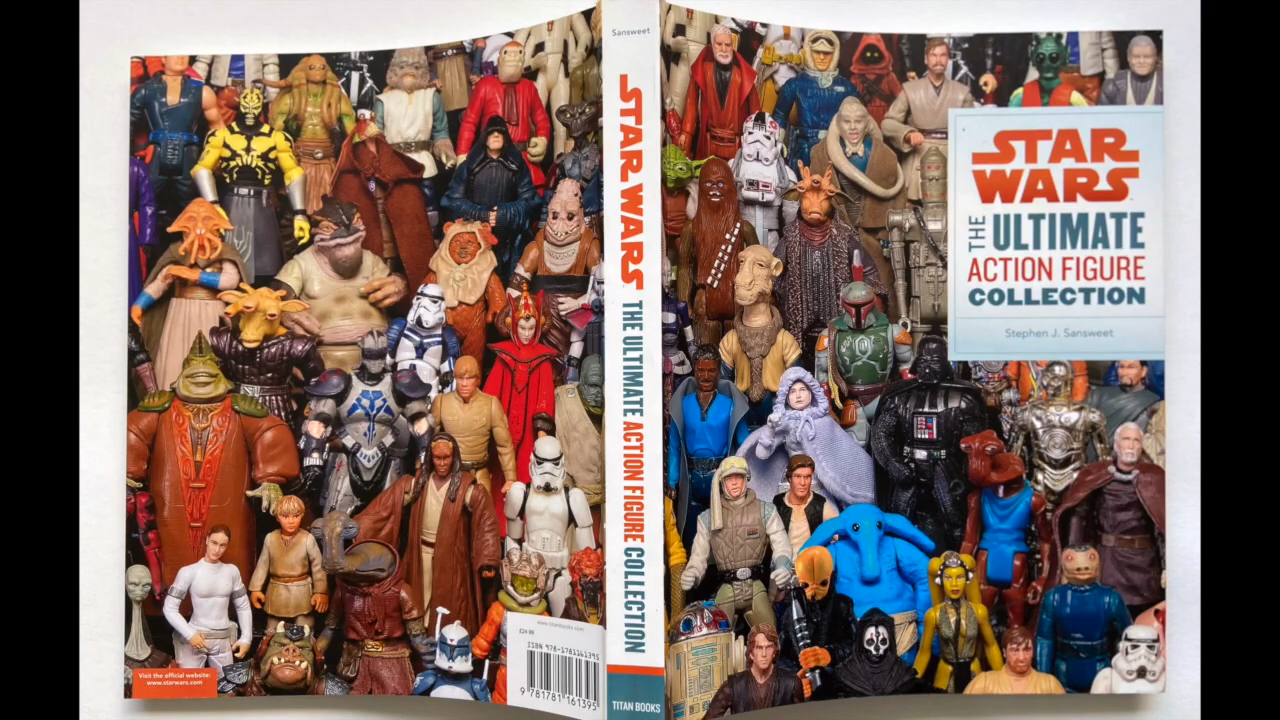 Visit the official website:
www.starwars.com
www.titanbooks.com
£24.99
ISBN 978-1781161395
9 781781 161395
Sansweet
STAR WARS THE ULTIMATE ACTION FIGURE COLLECTION
TITAN BOOKS
STAR
WARS
THE ULTIMATE
ACTION FIGURE
COLLECTION
Stephen J. Sansweet